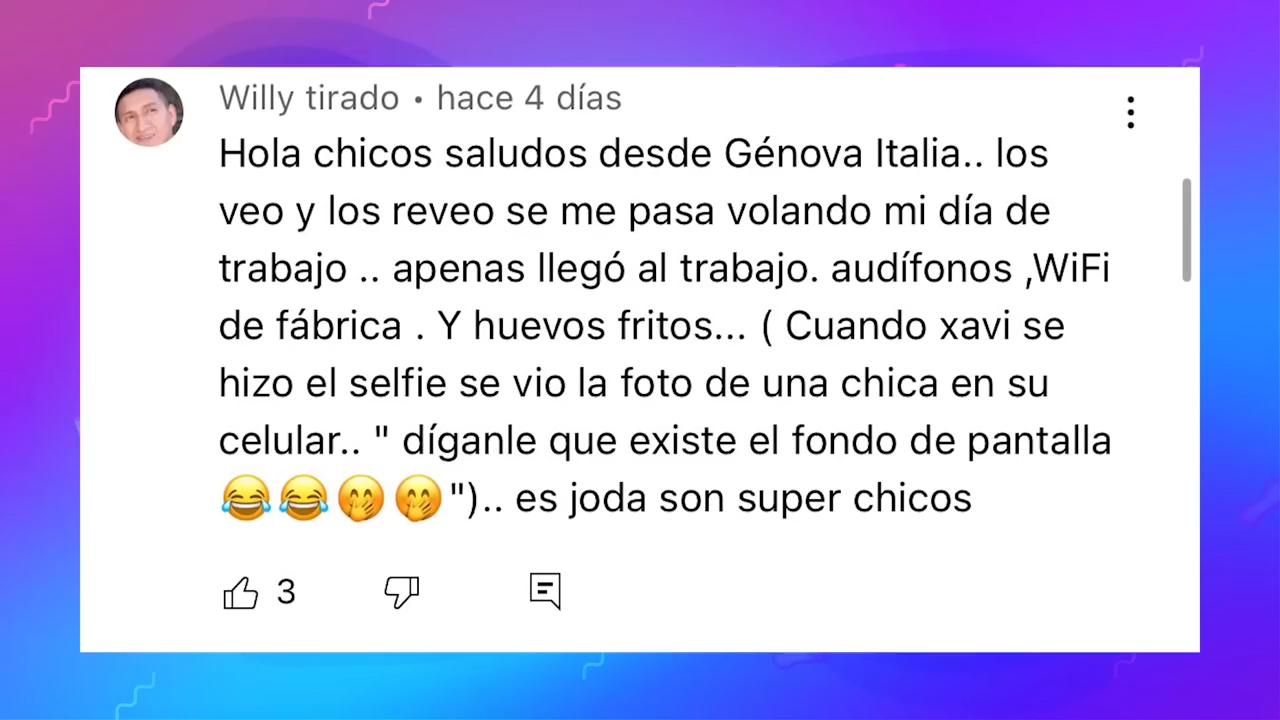 Willy tirado • hace 4 días
Hola chicos saludos desde Génova Italia.. los
veo y los reveo se me pasa volando mi día de
trabajo .. apenas llegó al trabajo. audífonos ,WiFi
de fábrica . Y huevos fritos... ( Cuando xavi se
hizo el selfie se vio la foto de una chica en su
celular.. " díganle que existe el fondo de pantalla
😂😂🤭🤭").. es joda son super chicos
3